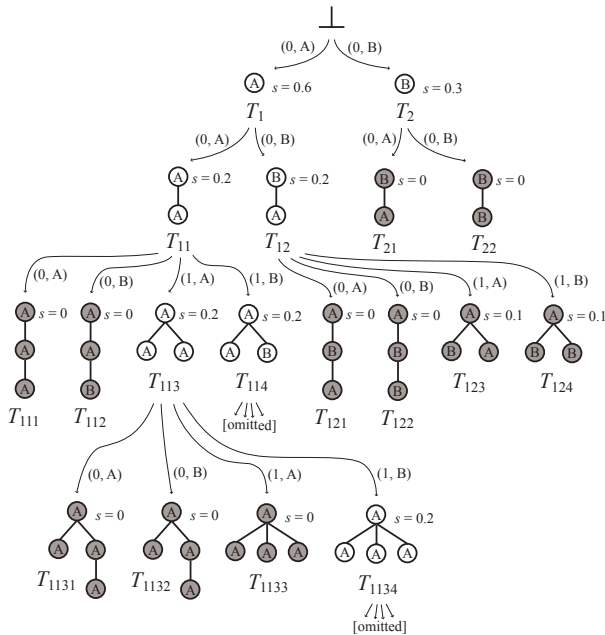 ⊥
(0, A) (0, B)
A s = 0.6 B s = 0.3
T1 T2
(0, A) (0, B) (0, A) (0, B)
A s = 0.2 B s = 0.2 B s = 0 B s = 0
A A A B
T11 T12 T21 T22
(0, A) (0, B) (1, A) (1, B) (0, A) (0, B) (1, A) (1, B)
A s = 0 A s = 0 A s = 0.2 A s = 0.2 A s = 0 A s = 0 A s = 0.1 A s = 0.1
A A A A A B B B B A B B
A B A B
T111 T112 T113 T114 T121 T122 T123 T124
[omitted]
(0, A) (0, B) (1, A) (1, B)
A s = 0 A s = 0 A s = 0 A s = 0.2
A A A A A A A A A A
A A
T1131 T1132 T1133 T1134
[omitted]